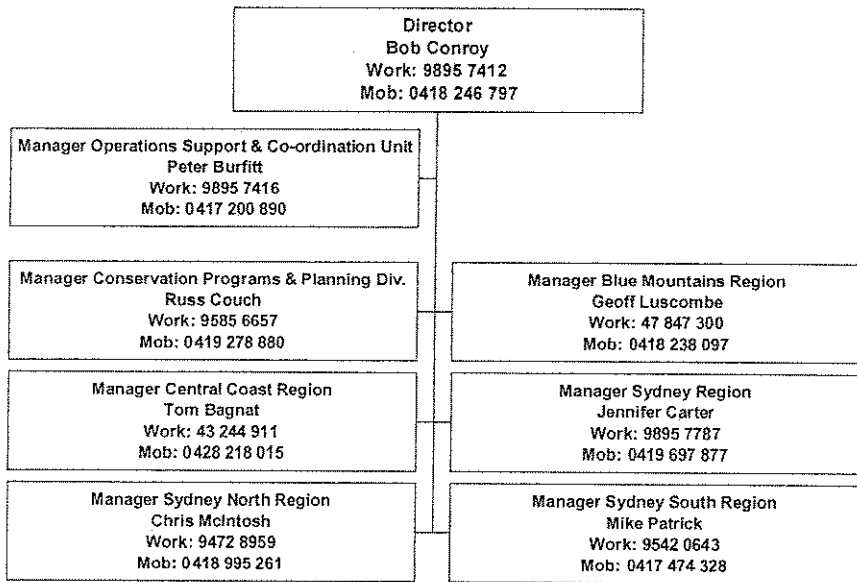 Director
Bob Conroy
Work: 9895 7412
Mob: 0418 246 797
Manager Operations Support & Co-ordination Unit
Peter Burfitt
Work: 9895 7416
Mob: 0417 200 890
Manager Conservation Programs & Planning Div.
Russ Couch
Work: 9585 6657
Mob: 0419 278 880
Manager Blue Mountains Region
Geoff Luscombe
Work: 47 847 300
Mob: 0418 238 097
Manager Central Coast Region
Tom Bagnat
Work: 43 244 911
Mob: 0428 218 015
Manager Sydney Region
Jennifer Carter
Work: 9895 7787
Mob: 0419 697 877
Manager Sydney North Region
Chris McIntosh
Work: 9472 8959
Mob: 0418 995 261
Manager Sydney South Region
Mike Patrick
Work: 9542 0643
Mob: 0417 474 328